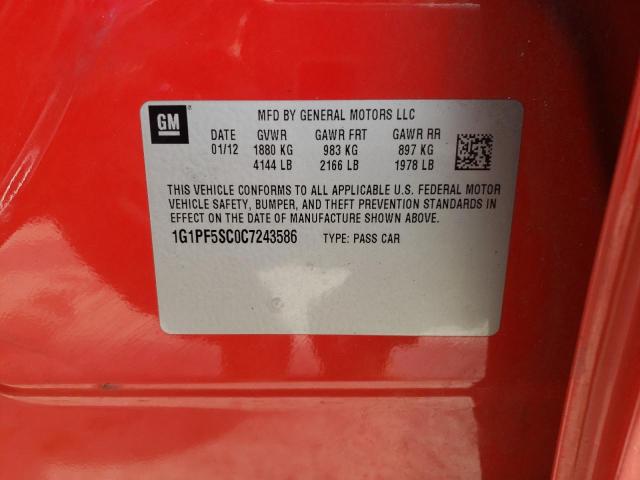 GM
®
MFD BY GENERAL MOTORS LLC
DATE GVWR GAWR FRT GAWR RR
01/12 1880 KG 983 KG 897 KG
4144 LB 2166 LB 1978 LB
THIS VEHICLE CONFORMS TO ALL APPLICABLE U.S. FEDERAL MOTOR
VEHICLE SAFETY, BUMPER, AND THEFT PREVENTION STANDARDS IN
EFFECT ON THE DATE OF MANUFACTURE SHOWN ABOVE.
1G1PF5SC0C7243586 TYPE: PASS CAR